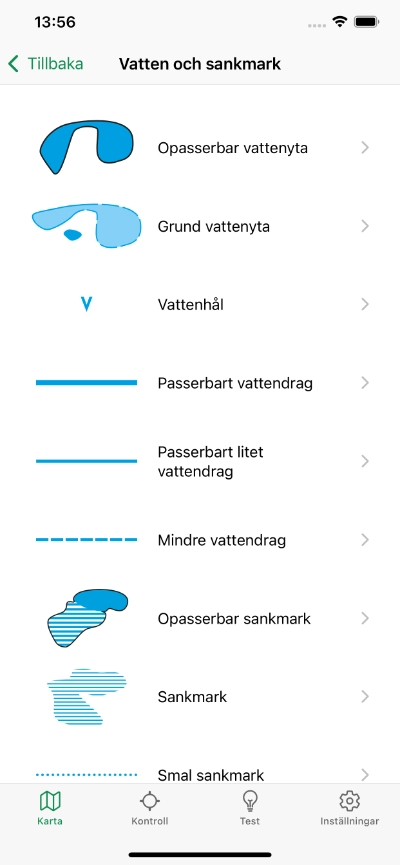 13:56
Tillbaka
Vatten och sankmark
Opasserbar vattenyta
Grund vattenyta
Vattenhål
Passerbart vattendrag
Passerbart litet
vattendrag
Mindre vattendrag
Opasserbar sankmark
Sankmark
Smal sankmark
Karta
Kontroll
Test
Inställningar